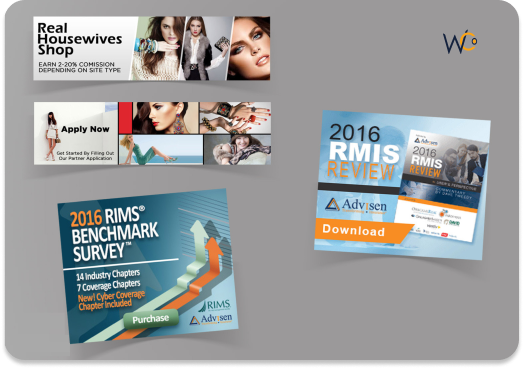 Real
Housewives
Shop
EARN 2-20% COMISSION
DEPENDING ON SITE TYPE
WCo
Apply Now
Get Started By Filling Out
Our Partner Application
2016
RMIS
REVIEW
Advisen
Download
Advisen
2016
RMIS
REVIEW
2016 RIMS®
BENCHMARK
SURVEY™
14 Industry Chapters
7 Coverage Chapters
New! Cyber Coverage
Chapter Included
Purchase
RIMS
Advisen